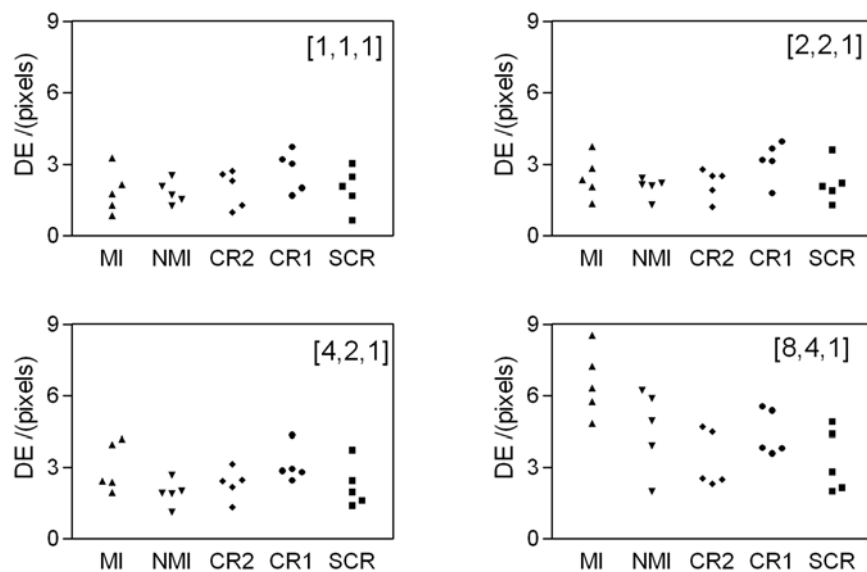 9
[1,1,1]
6
DE /(pixels)
3
0
MI NMI CR2 CR1 SCR
9
[2,2,1]
6
DE /(pixels)
3
0
MI NMI CR2 CR1 SCR
9
[4,2,1]
6
DE /(pixels)
3
0
MI NMI CR2 CR1 SCR
9
[8,4,1]
6
DE /(pixels)
3
0
MI NMI CR2 CR1 SCR